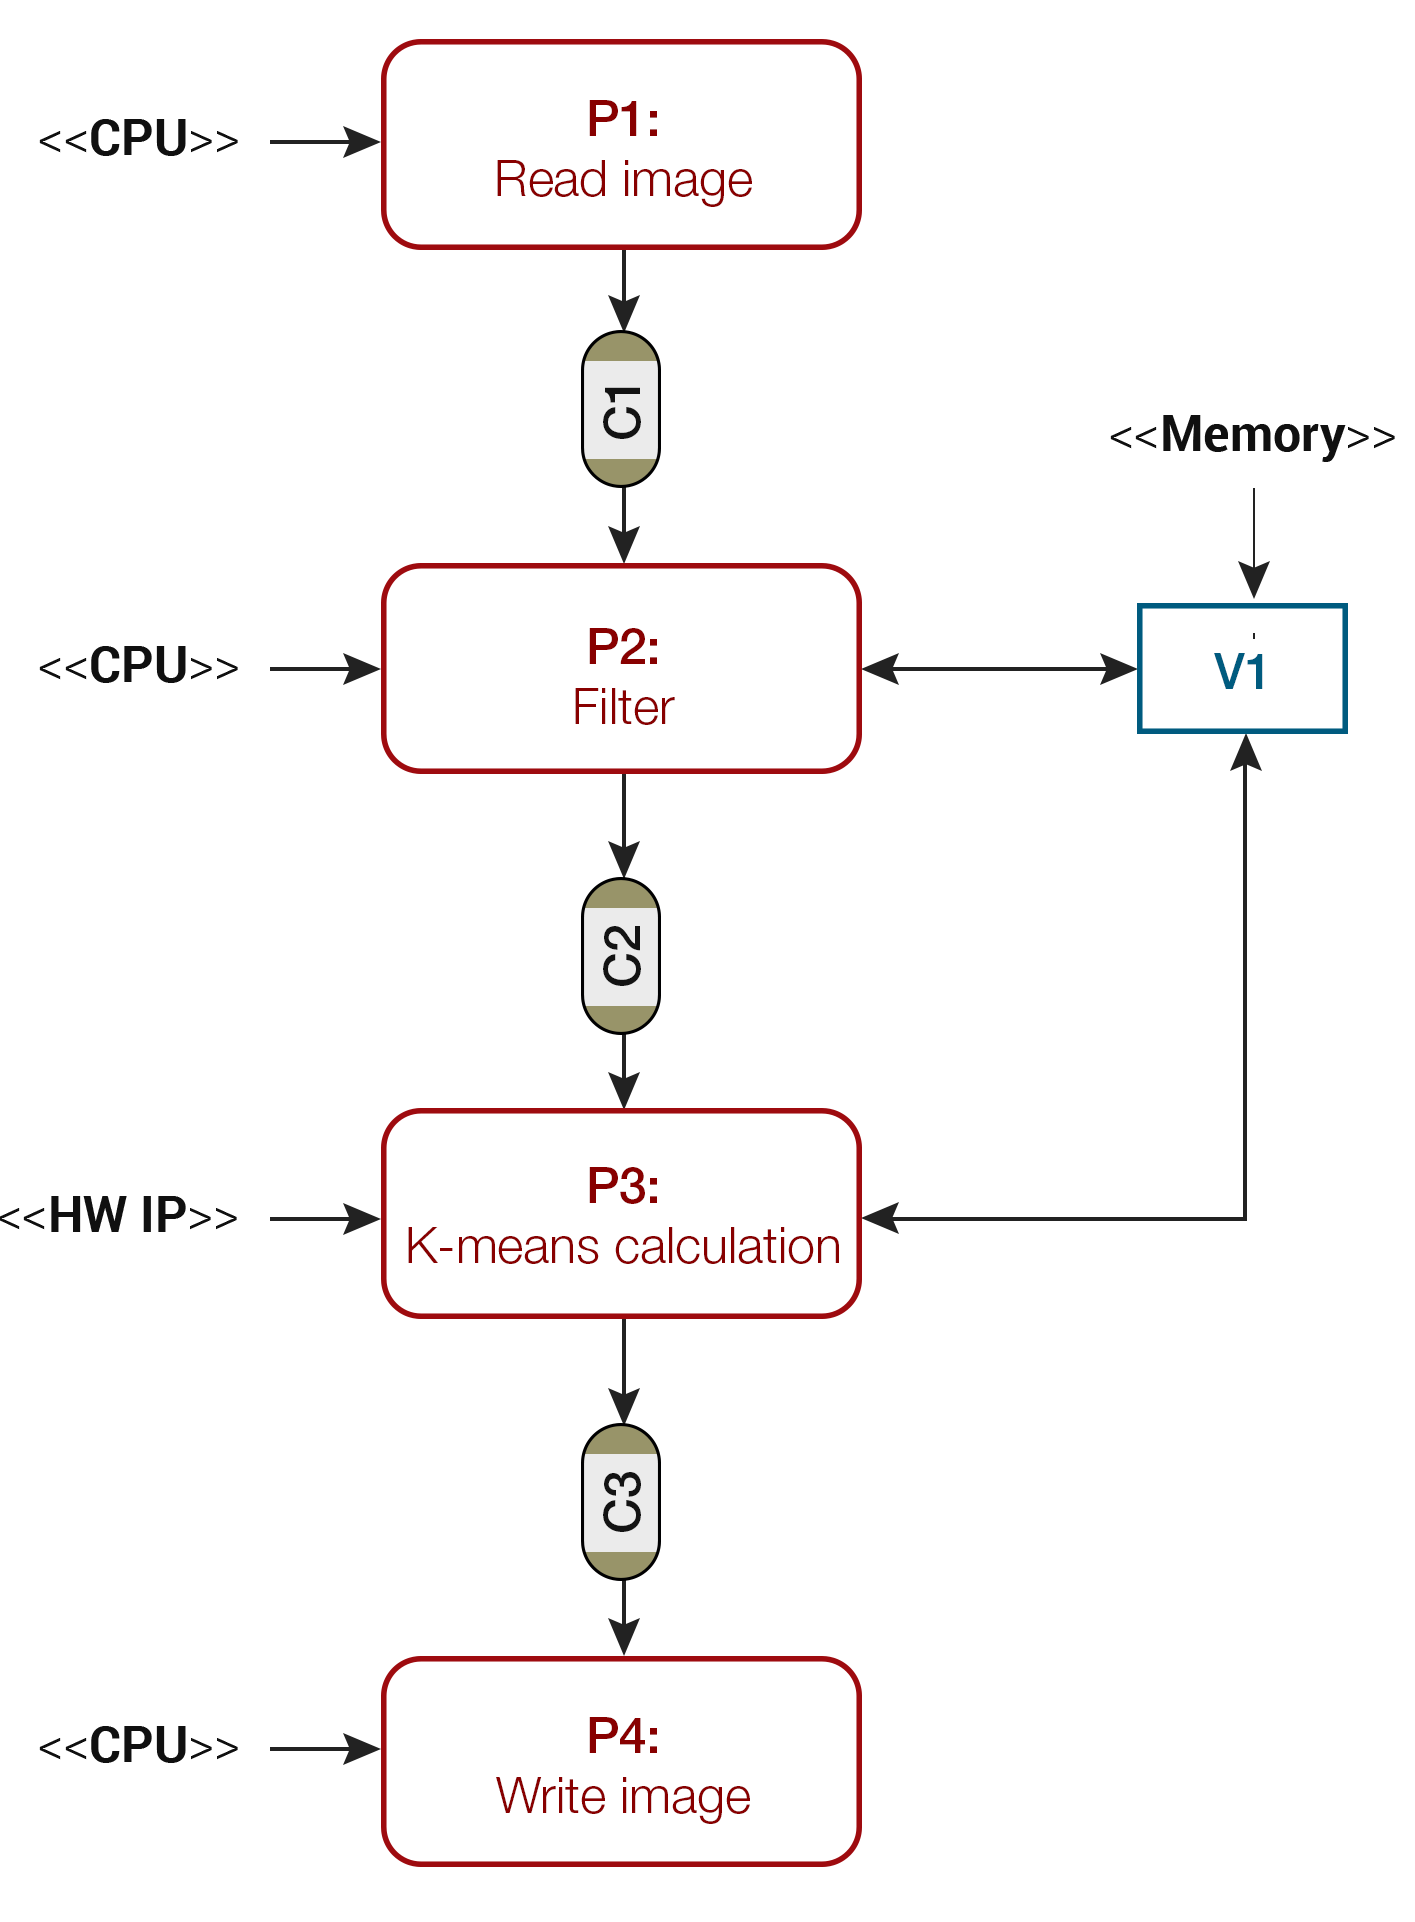 <<CPU>>
P1:
Read image
C1
<<Memory>>
<<CPU>>
P2:
Filter
V1
C2
<<HW IP>>
P3:
K-means calculation
C3
<<CPU>>
P4:
Write image